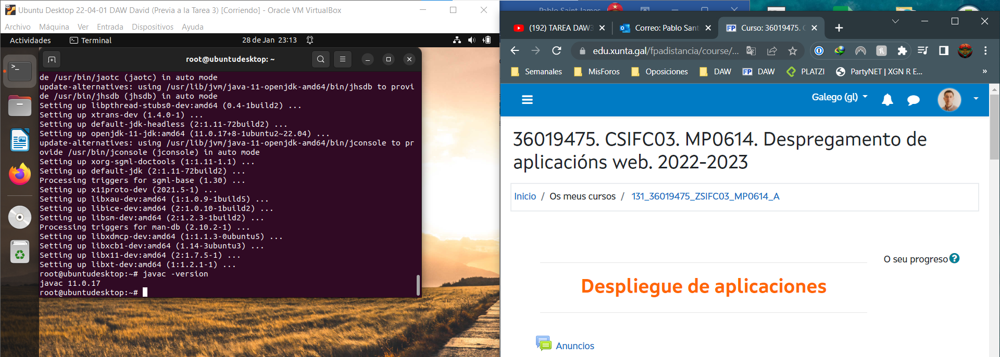 Ubuntu Desktop 22-04-01 DAW David (Previa a la Tarea 3) [Corriendo] - Oracle VM VirtualBox
Archivo Máquina Ver Entrada Dispositivos Ayuda
Actividades Terminal 28 de Jan 23:13
root@ubuntudesktop: ~
de /usr/bin/jaotc (jaotc) in auto mode
update-alternatives: using /usr/lib/jvm/java-11-openjdk-amd64/bin/jhsdb to provi
de /usr/bin/jhsdb (jhsdb) in auto mode
Setting up libpthread-stubs0-dev:amd64 (0.4-1build2) ...
Setting up xtrans-dev (1.4.0-1) ...
Setting up default-jdk-headless (2:1.11-72build2) ...
Setting up openjdk-11-jdk:amd64 (11.0.17+8-1ubuntu2~22.04) ...
update-alternatives: using /usr/lib/jvm/java-11-openjdk-amd64/bin/jconsole to pr
ovide /usr/bin/jconsole (jconsole) in auto mode
Setting up xorg-sgml-doctools (1:1.11-1.1) ...
Setting up default-jdk (2:1.11-72build2) ...
Processing triggers for sgml-base (1.30) ...
Setting up x11proto-dev (2021.5-1) ...
Setting up libxau-dev:amd64 (1:1.0.9-1build5) ...
Setting up libice-dev:amd64 (2:1.0.10-1build2) ...
Setting up libsm-dev:amd64 (2:1.2.3-1build2) ...
Processing triggers for man-db (2.10.2-1) ...
Setting up libxdmcp-dev:amd64 (1:1.1.3-0ubuntu5) ...
Setting up libxcb1-dev:amd64 (1.14-3ubuntu3) ...
Setting up libx11-dev:amd64 (2:1.7.5-1) ...
Setting up libxt-dev:amd64 (1:1.2.1-1) ...
root@ubuntudesktop:~# javac -version
javac 11.0.17
root@ubuntudesktop:~#
Pablo Saint James
(192) TAREA DAW3 Correo: Pablo Sant Curso: 36019475. C
edu.xunta.gal/fpadistancia/course/...
Semanales MisForos Oposiciones DAW FP DAW PLATZI PartyNET | XGN R E... »
Galego (gl)
36019475. CSIFC03. MP0614. Despregamento de
aplicacións web. 2022-2023
Inicio / Os meus cursos / 131_36019475_ZSIFC03_MP0614_A
O seu progreso
Despliegue de aplicaciones
Anuncios